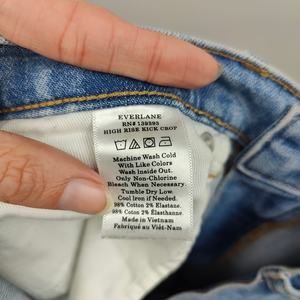 EVERLANE
RN# 139393
HIGH RISE KICK CROP
Machine Wash Cold
With Like Colors
Wash Inside Out.
Only Non-Chlorine
Bleach When Necessary.
Tumble Dry Low.
Cool Iron if Needed.
98% Cotton 2% Elastane.
98% Coton 2% Élasthanne.
Made in Vietnam
Fabriqué au Viêt-Nam